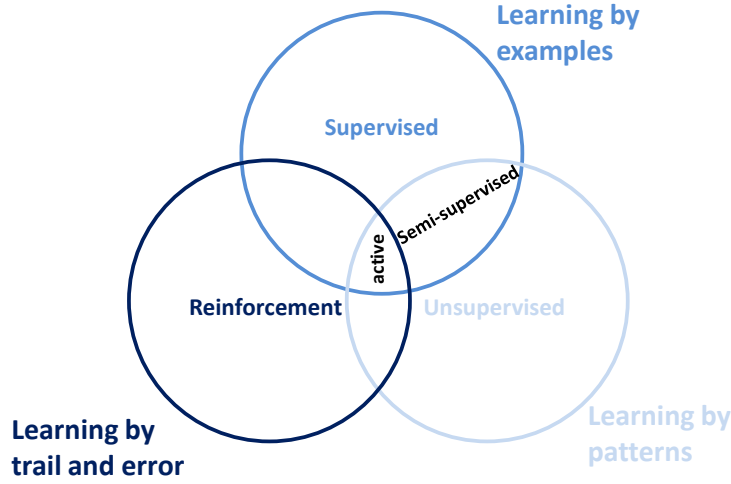 Learning by
examples
Supervised
Semi-supervised
active
Reinforcement
Unsupervised
Learning by
patterns
Learning by
trail and error